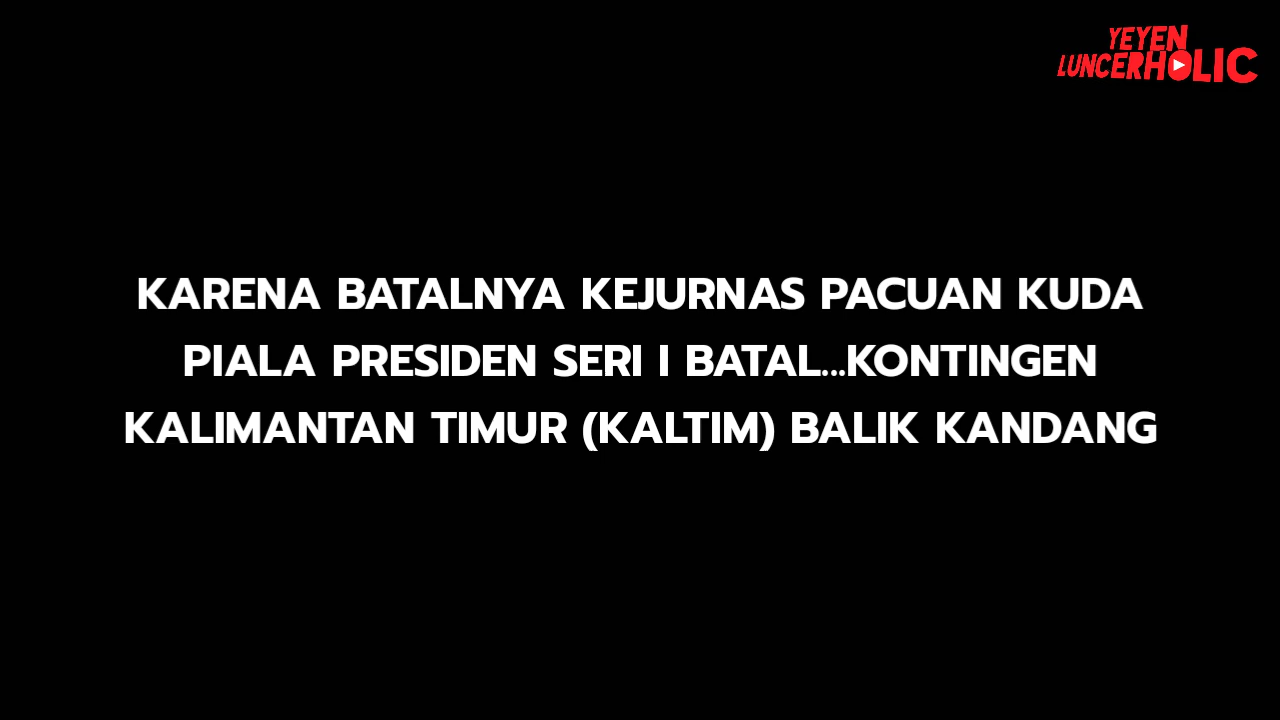 YEYEN
LUNCERHOLIC
KARENA BATALNYA KEJURNAS PACUAN KUDA
PIALA PRESIDEN SERI I BATAL...KONTINGEN
KALIMANTAN TIMUR (KALTIM) BALIK KANDANG